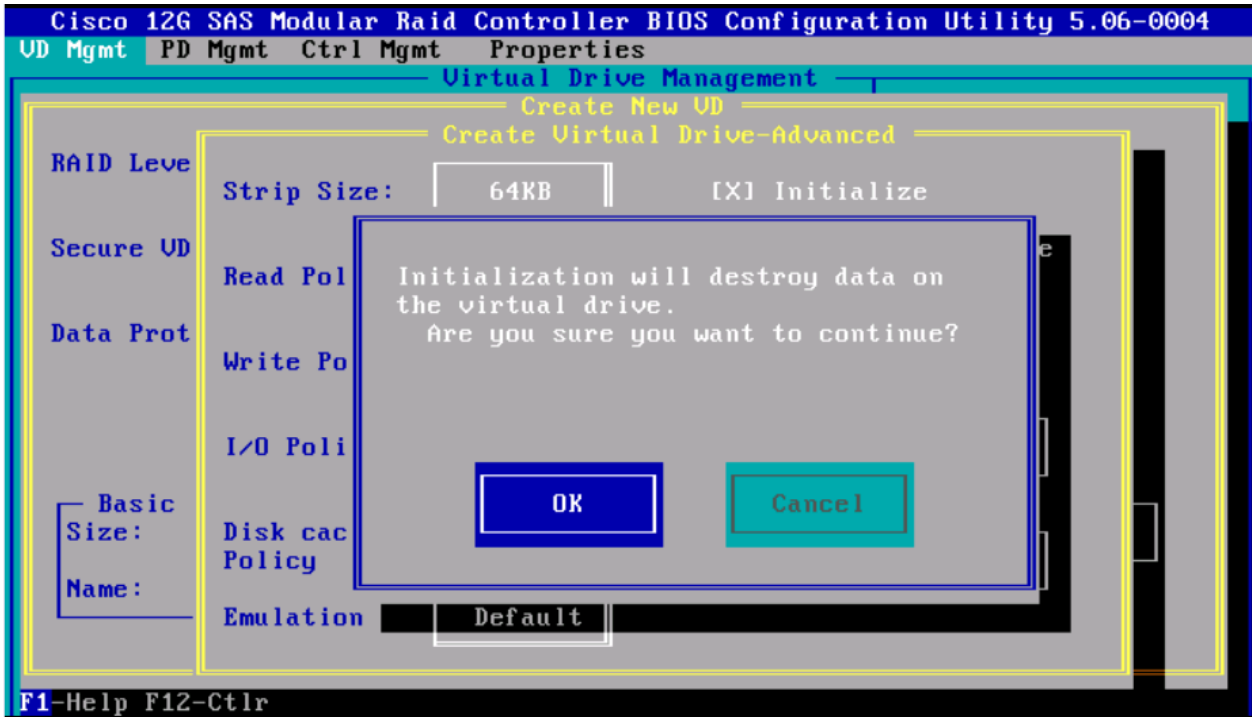 Cisco 12G SAS Modular Raid Controller BIOS Configuration Utility 5.06-0004
VD Mgmt PD Mgmt Ctrl Mgmt Properties
Virtual Drive Management
Create New VD
Create Virtual Drive-Advanced
RAID Leve
Strip Size: 64KB [X] Initialize
Secure VD
Read Pol
Initialization will destroy data on
the virtual drive.
Are you sure you want to continue?
Data Prot
Write Po
I/O Poli
OK Cancel
Basic
Size:
Disk cac
Policy
Name:
Emulation Default
F1-Help F12-Ctlr